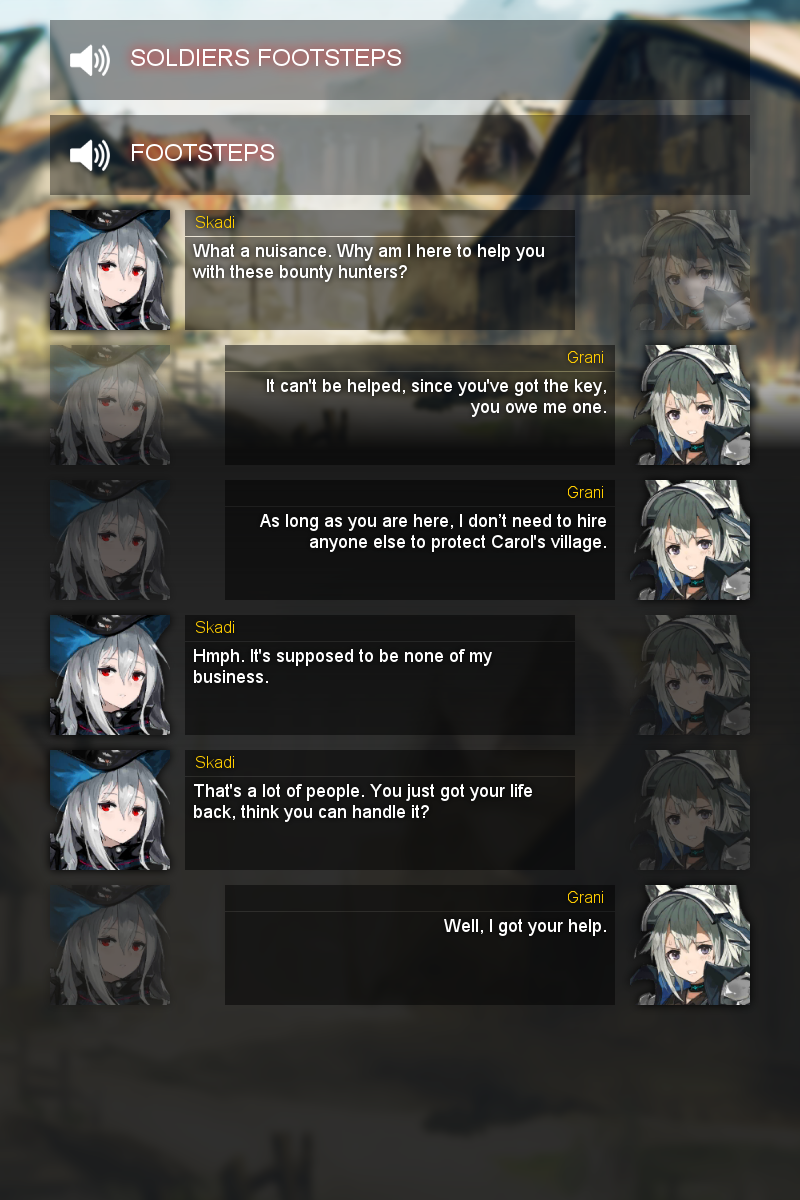 SOLDIERS FOOTSTEPS
FOOTSTEPS
Skadi
What a nuisance. Why am I here to help you
with these bounty hunters?
Grani
It can't be helped, since you've got the key,
you owe me one.
Grani
As long as you are here, I don’t need to hire
anyone else to protect Carol's village.
Skadi
Hmph. It's supposed to be none of my
business.
Skadi
That's a lot of people. You just got your life
back, think you can handle it?
Grani
Well, I got your help.